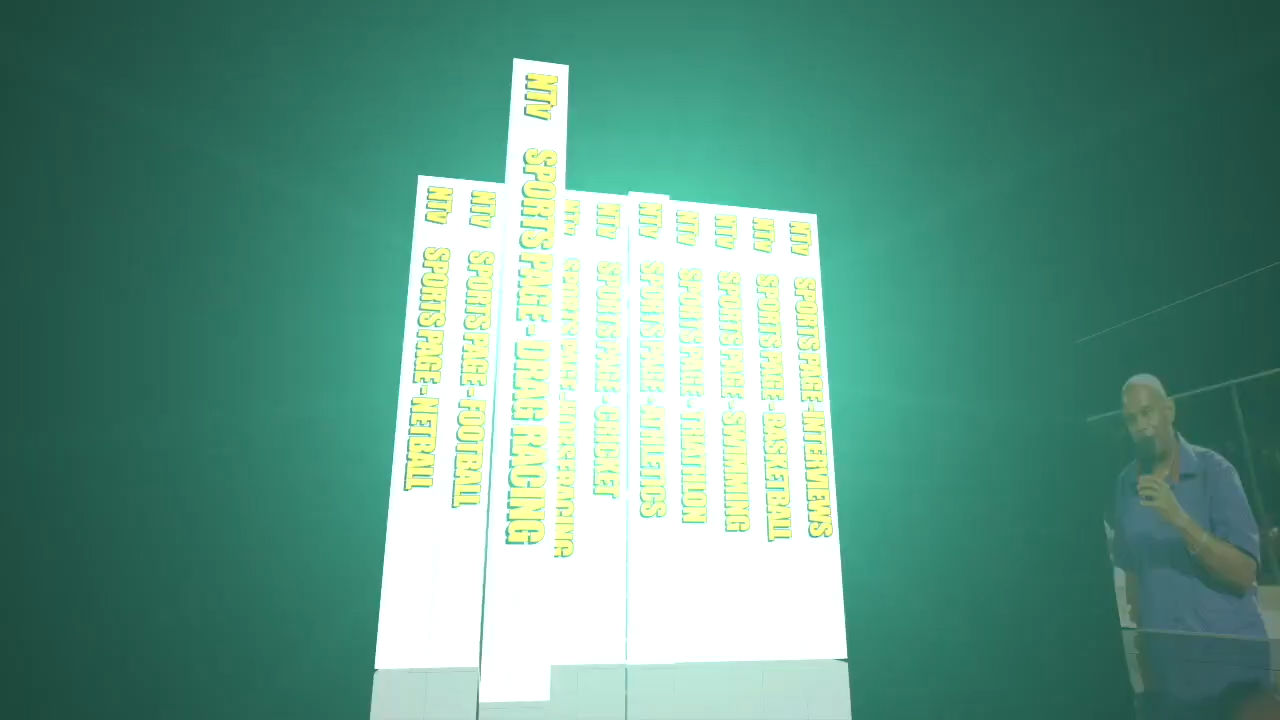 NTV SPORTS PAGE - NETBALL
NTV SPORTS PAGE - FOOTBALL
NTV SPORTS PAGE - DRAG RACING
NTV SPORTS PAGE - HORSERACING
NTV SPORTS PAGE - CRICKET
NTV SPORTS PAGE - ATHLETICS
NTV SPORTS PAGE - TRIATHLON
NTV SPORTS PAGE - SWIMMING
NTV SPORTS PAGE - BASKETBALL
NTV SPORTS PAGE - INTERVIEWS